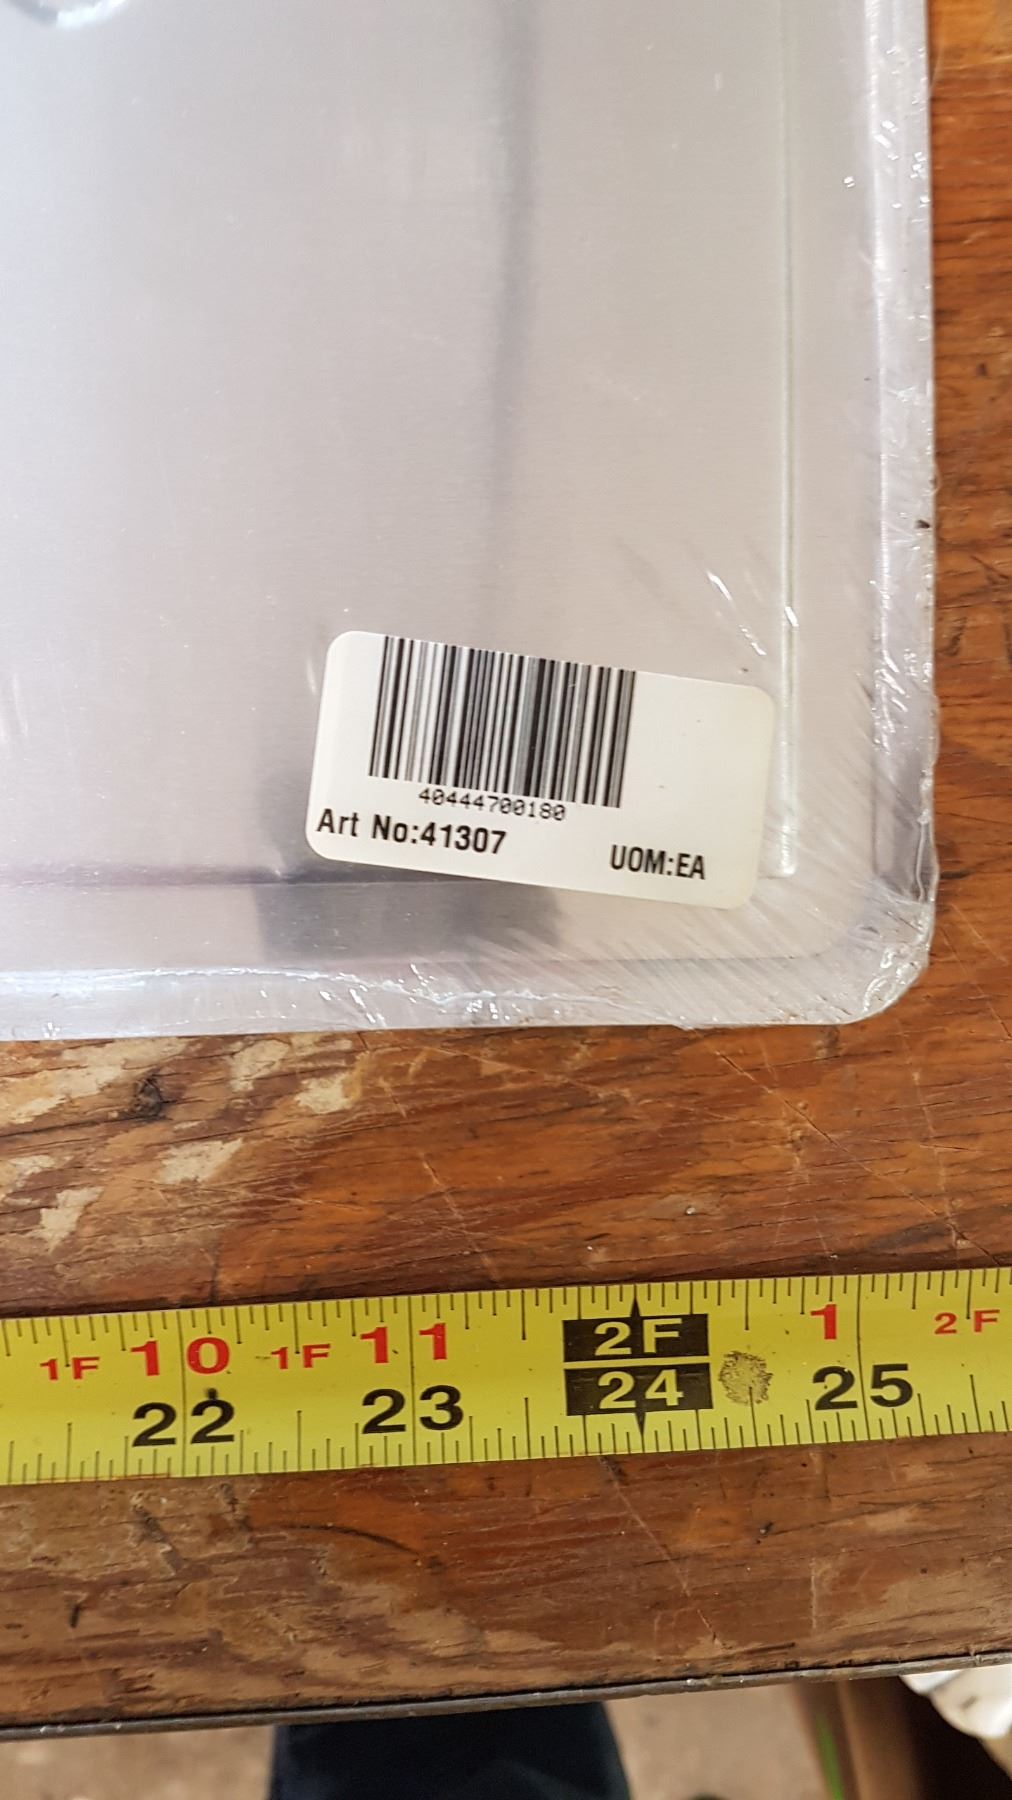 40444700180
Art No:41307 UOM:EA
1F 10 1F 11 2F 1 2F
22 23 24 25